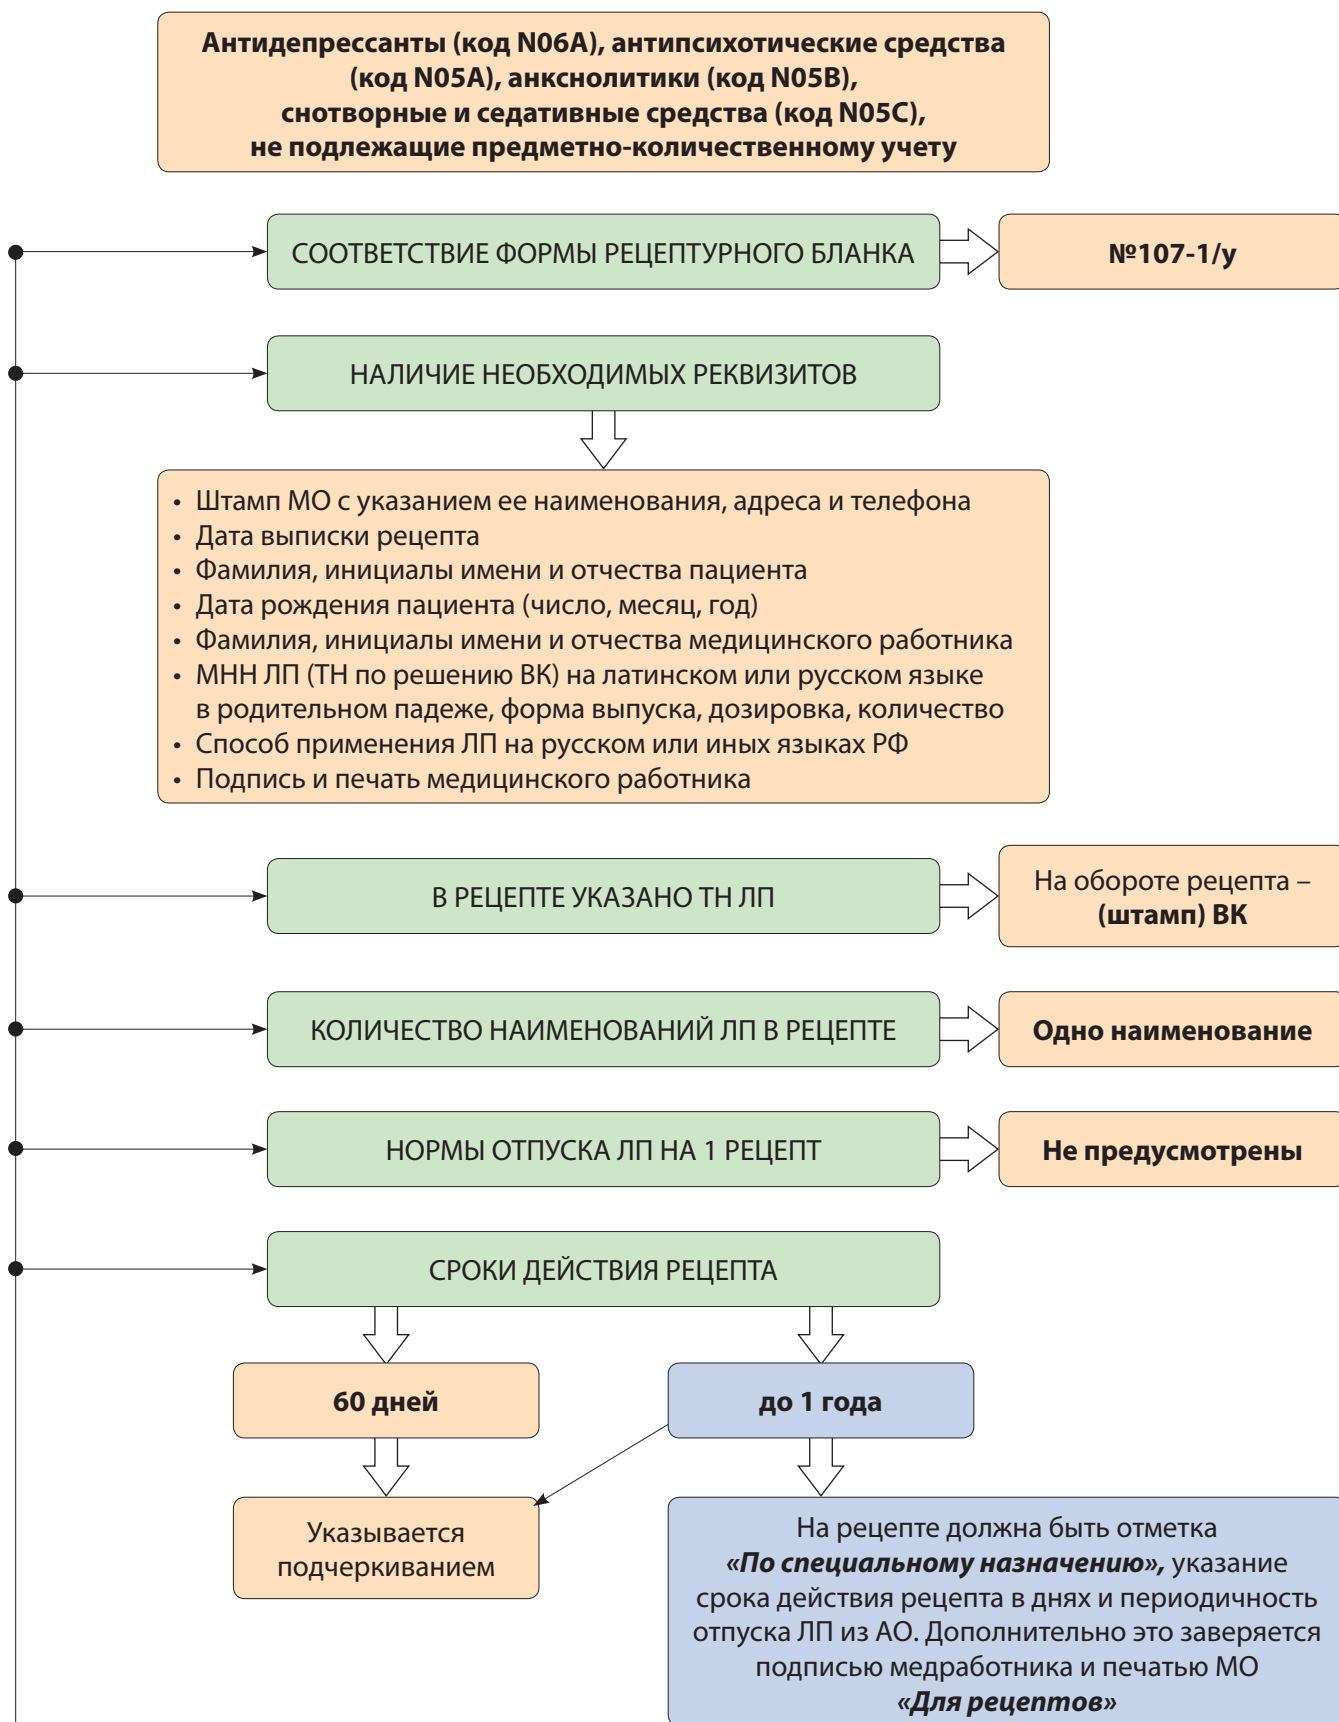 Антидепрессанты (код N06A), антипсихотические средства
(код N05A), анкснолитики (код N05B),
снотворные и седативные средства (код N05C),
не подлежащие предметно-количественному учету
СООТВЕТСТВИЕ ФОРМЫ РЕЦЕПТУРНОГО БЛАНКА
№107-1/у
НАЛИЧИЕ НЕОБХОДИМЫХ РЕКВИЗИТОВ
• Штамп МО с указанием ее наименования, адреса и телефона
• Дата выписки рецепта
• Фамилия, инициалы имени и отчества пациента
• Дата рождения пациента (число, месяц, год)
• Фамилия, инициалы имени и отчества медицинского работника
• МНН ЛП (ТН по решению ВК) на латинском или русском языке
в родительном падеже, форма выпуска, дозировка, количество
• Способ применения ЛП на русском или иных языках РФ
• Подпись и печать медицинского работника
В РЕЦЕПТЕ УКАЗАНО ТН ЛП
На обороте рецепта –
(штамп) ВК
КОЛИЧЕСТВО НАИМЕНОВАНИЙ ЛП В РЕЦЕПТЕ
Одно наименование
НОРМЫ ОТПУСКА ЛП НА 1 РЕЦЕПТ
Не предусмотрены
СРОКИ ДЕЙСТВИЯ РЕЦЕПТА
60 дней
до 1 года
Указывается
подчеркиванием
На рецепте должна быть отметка
«По специальному назначению», указание
срока действия рецепта в днях и периодичность
отпуска ЛП из АО. Дополнительно это заверяется
подписью медработника и печатью МО
«Для рецептов»